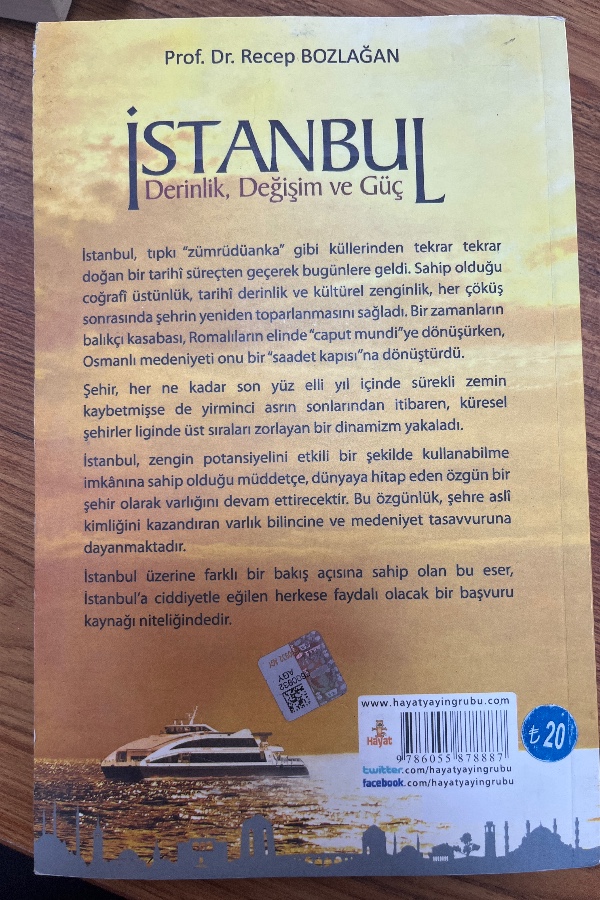 Prof. Dr. Recep BOZLAĞAN
İSTANBUL
Derinlik, Değişim ve Güç
İstanbul, tıpkı "zümrüdüanka" gibi küllerinden tekrar tekrar
doğan bir tarihî süreçten geçerek bugünlere geldi. Sahip olduğu
coğrafî üstünlük, tarihî derinlik ve kültürel zenginlik, her çöküş
sonrasında şehrin yeniden toparlanmasını sağladı. Bir zamanların
balıkçı kasabası, Romalıların elinde "caput mundi"ye dönüşürken,
Osmanlı medeniyeti onu bir "saadet kapısı"na dönüştürdü.
Şehir, her ne kadar son yüz elli yıl içinde sürekli zemin
kaybetmişse de yirminci asrın sonlarından itibaren, küresel
şehirler liginde üst sıraları zorlayan bir dinamizm yakaladı.
İstanbul, zengin potansiyelini etkili bir şekilde kullanabilme
imkânına sahip olduğu müddetçe, dünyaya hitap eden özgün bir
şehir olarak varlığını devam ettirecektir. Bu özgünlük, şehre aslî
kimliğini kazandıran varlık bilincine ve medeniyet tasavvuruna
dayanmaktadır.
İstanbul üzerine farklı bir bakış açısına sahip olan bu eser,
İstanbul'a ciddiyetle eğilen herkese faydalı olacak bir başvuru
kaynağı niteliğindedir.
AGY
www.hayatyayingrubu.com
Hayat
9 786055 878887
₺ 20
twitter.com/hayatyayingrubu
facebook.com/hayatyayingrubu